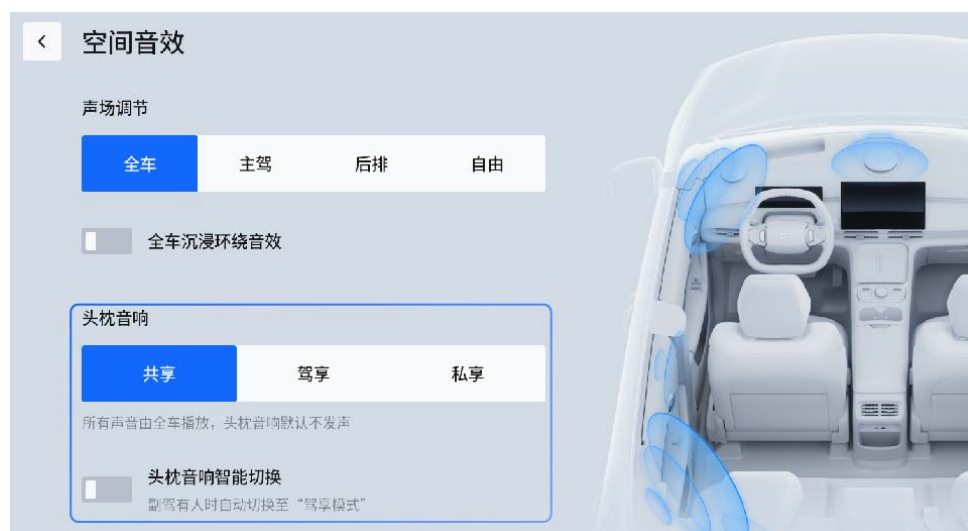 空间音效
声场调节
全车 主驾 后排 自由
全车沉浸环绕音效
头枕音响
共享 驾享 私享
所有声音由全车播放，头枕音响默认不发声
头枕音响智能切换
副驾有人时自动切换至“驾享模式”